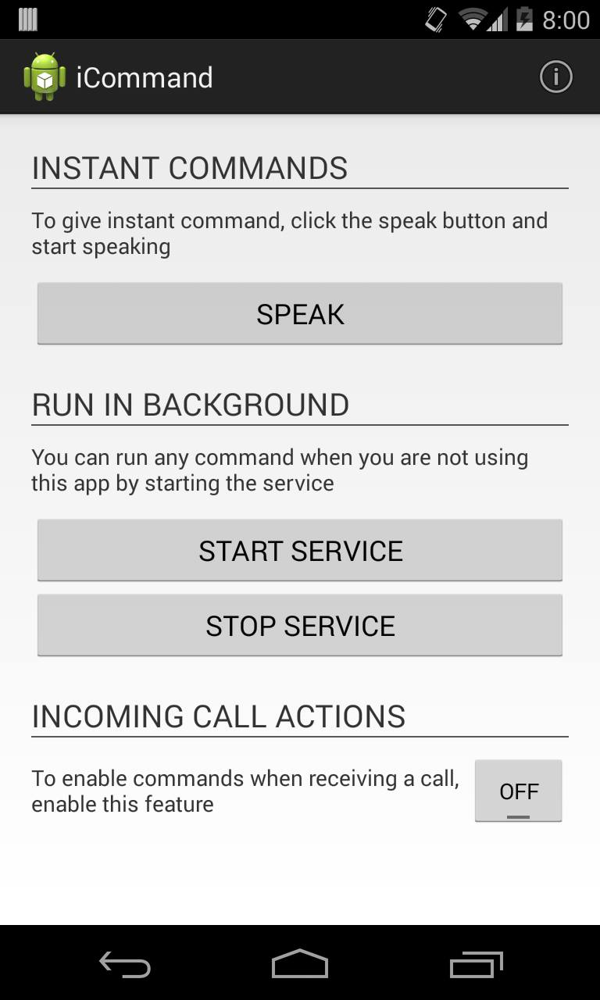 8:00
iCommand
INSTANT COMMANDS
To give instant command, click the speak button and
start speaking
SPEAK
RUN IN BACKGROUND
You can run any command when you are not using
this app by starting the service
START SERVICE
STOP SERVICE
INCOMING CALL ACTIONS
To enable commands when receiving a call,
enable this feature
OFF